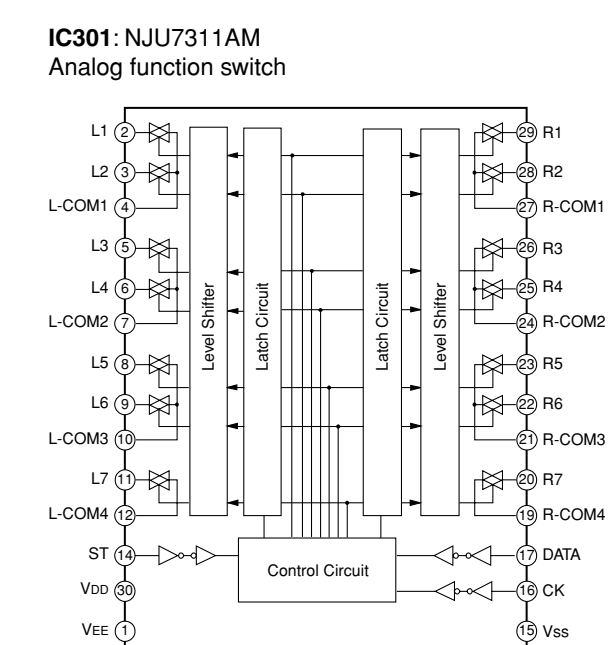 IC301: NJU7311AM
Analog function switch
L1 2 29 R1
L2 3 28 R2
L-COM1 4 27 R-COM1
L3 5 26 R3
L4 6 25 R4
L-COM2 7 24 R-COM2
Level Shifter
Latch Circuit
Latch Circuit
Level Shifter
L5 8 23 R5
L6 9 22 R6
L-COM3 10 21 R-COM3
L7 11 20 R7
L-COM4 12 19 R-COM4
ST 14 Control Circuit 17 DATA
VDD 30 16 CK
VEE 1 15 Vss